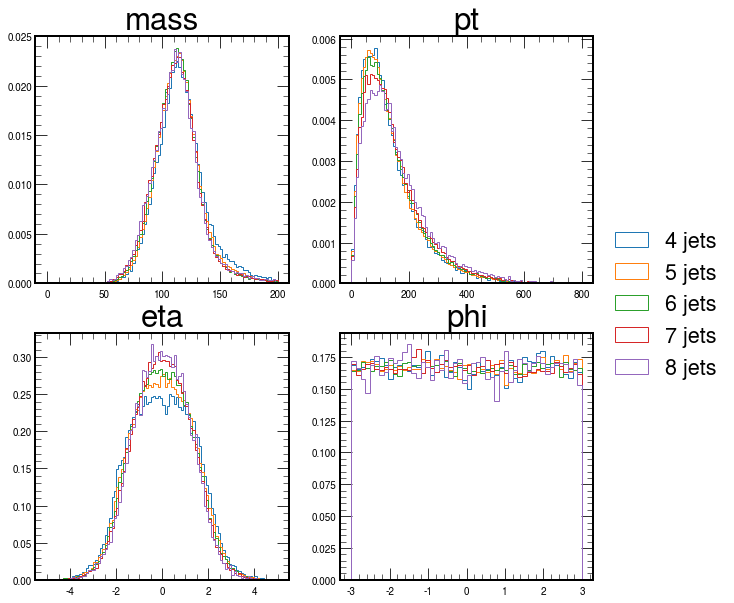 mass
0.025
0.020
0.015
0.010
0.005
0.000
0 50 100 150 200
pt
0.006
0.005
0.004
0.003
0.002
0.001
0.000
0 200 400 600 800
eta
0.30
0.25
0.20
0.15
0.10
0.05
0.00
-4 -2 0 2 4
phi
0.175
0.150
0.125
0.100
0.075
0.050
0.025
0.000
-3 -2 -1 0 1 2 3
4 jets
5 jets
6 jets
7 jets
8 jets